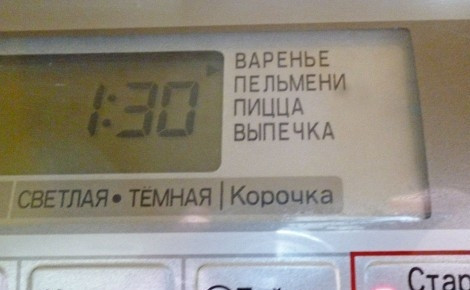 ВАРЕНЬЕ
ПЕЛЬМЕНИ
1:30
ПИЦЦА
ВЫПЕЧКА
СВЕТЛАЯ • ТЁМНАЯ | Корочка